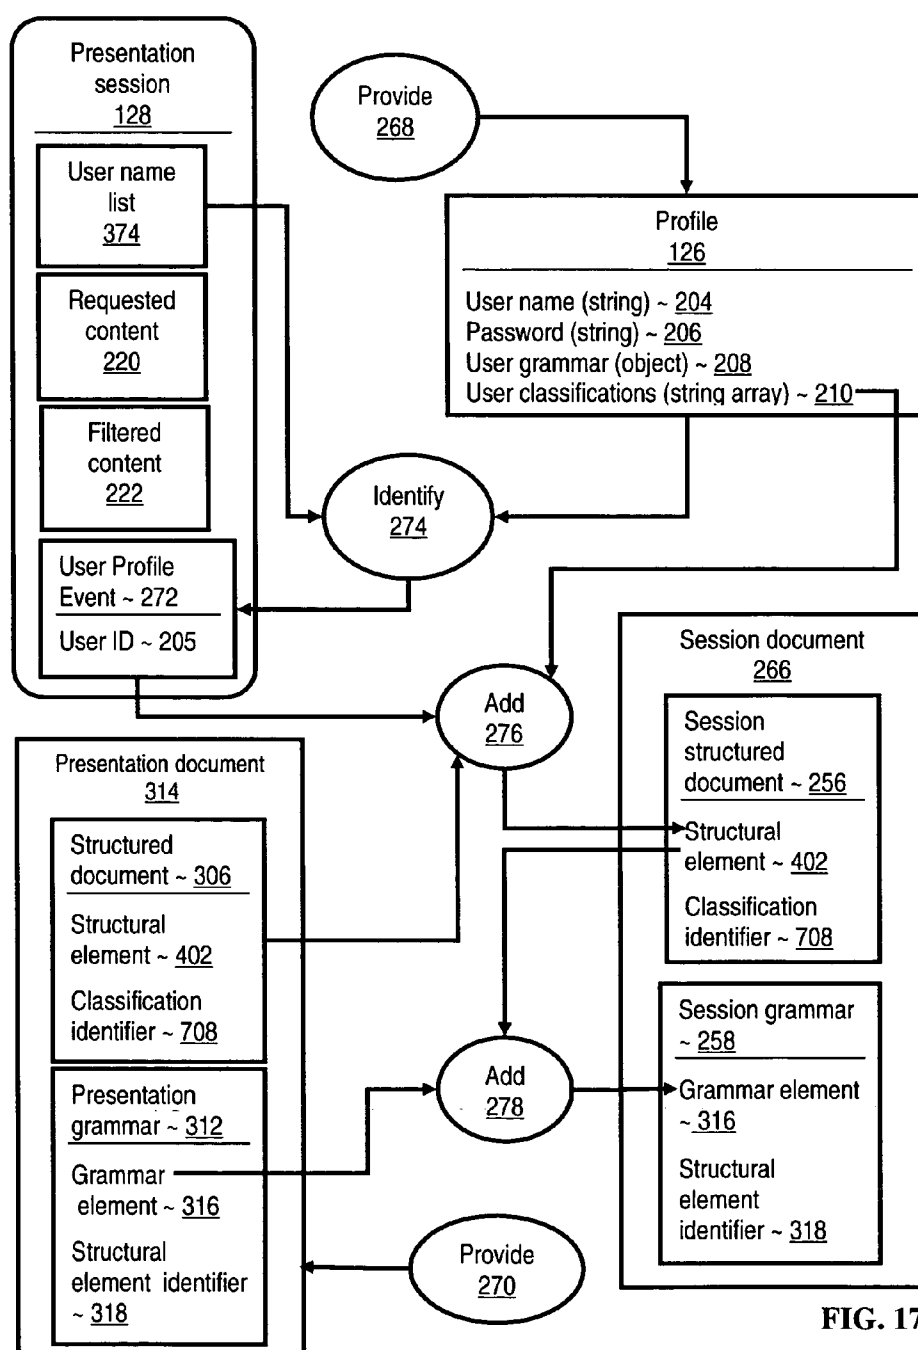 Presentation
session
128
User name
list
374
Requested
content
220
Filtered
content
222
User Profile
Event ~ 272
User ID ~ 205
Provide
268
Profile
126
User name (string) ~ 204
Password (string) ~ 206
User grammar (object) ~ 208
User classifications (string array) ~ 210
Identify
274
Add
276
Session document
266
Session
structured
document ~ 256
Structural
element ~ 402
Classification
identifier ~ 708
Session grammar
~ 258
Grammar element
~ 316
Structural
element
identifier ~ 318
Presentation document
314
Structured
document ~ 306
Structural
element ~ 402
Classification
identifier ~ 708
Presentation
grammar ~ 312
Grammar
element ~ 316
Structural
element identifier
~ 318
Add
278
Provide
270
FIG. 17